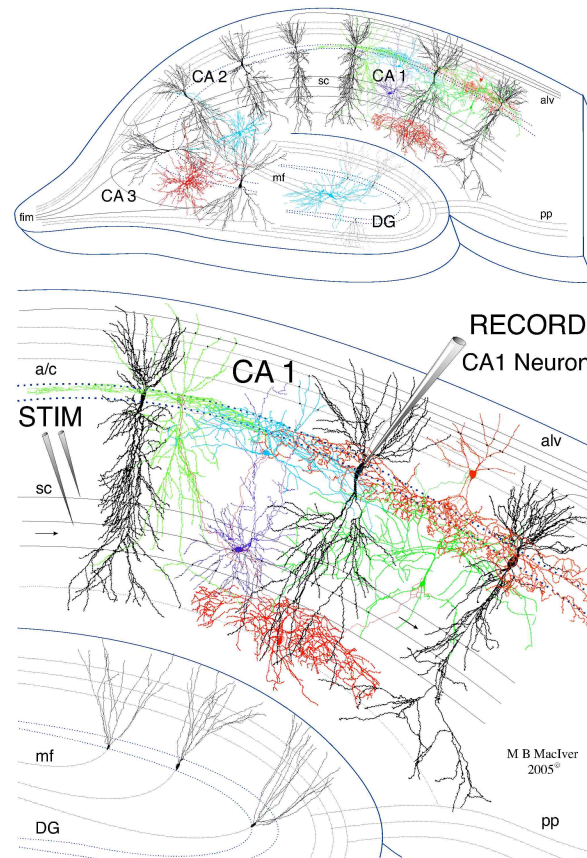 CA 2
sc
CA 1
alv
mf
CA 3
DG
fim
pp
RECORD
CA1 Neuron
a/c
CA 1
STIM
alv
sc
M B MacIver
2005©
mf
pp
DG